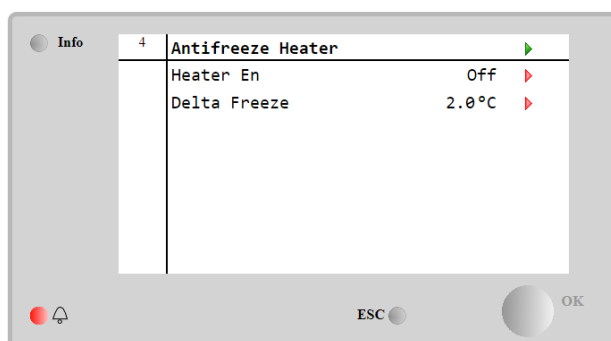 Info
4 Antifreeze Heater
Heater En Off
Delta Freeze 2.0°C
ESC
OK